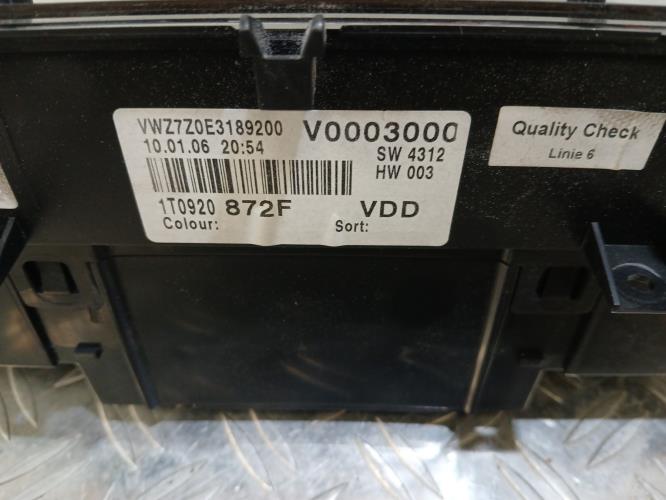 VWZ7Z0E3189200 V0003000
10.01.06 20:54 SW 4312
HW 003
1T0920 872F VDD
Colour: Sort:
Quality Check
Linie 6